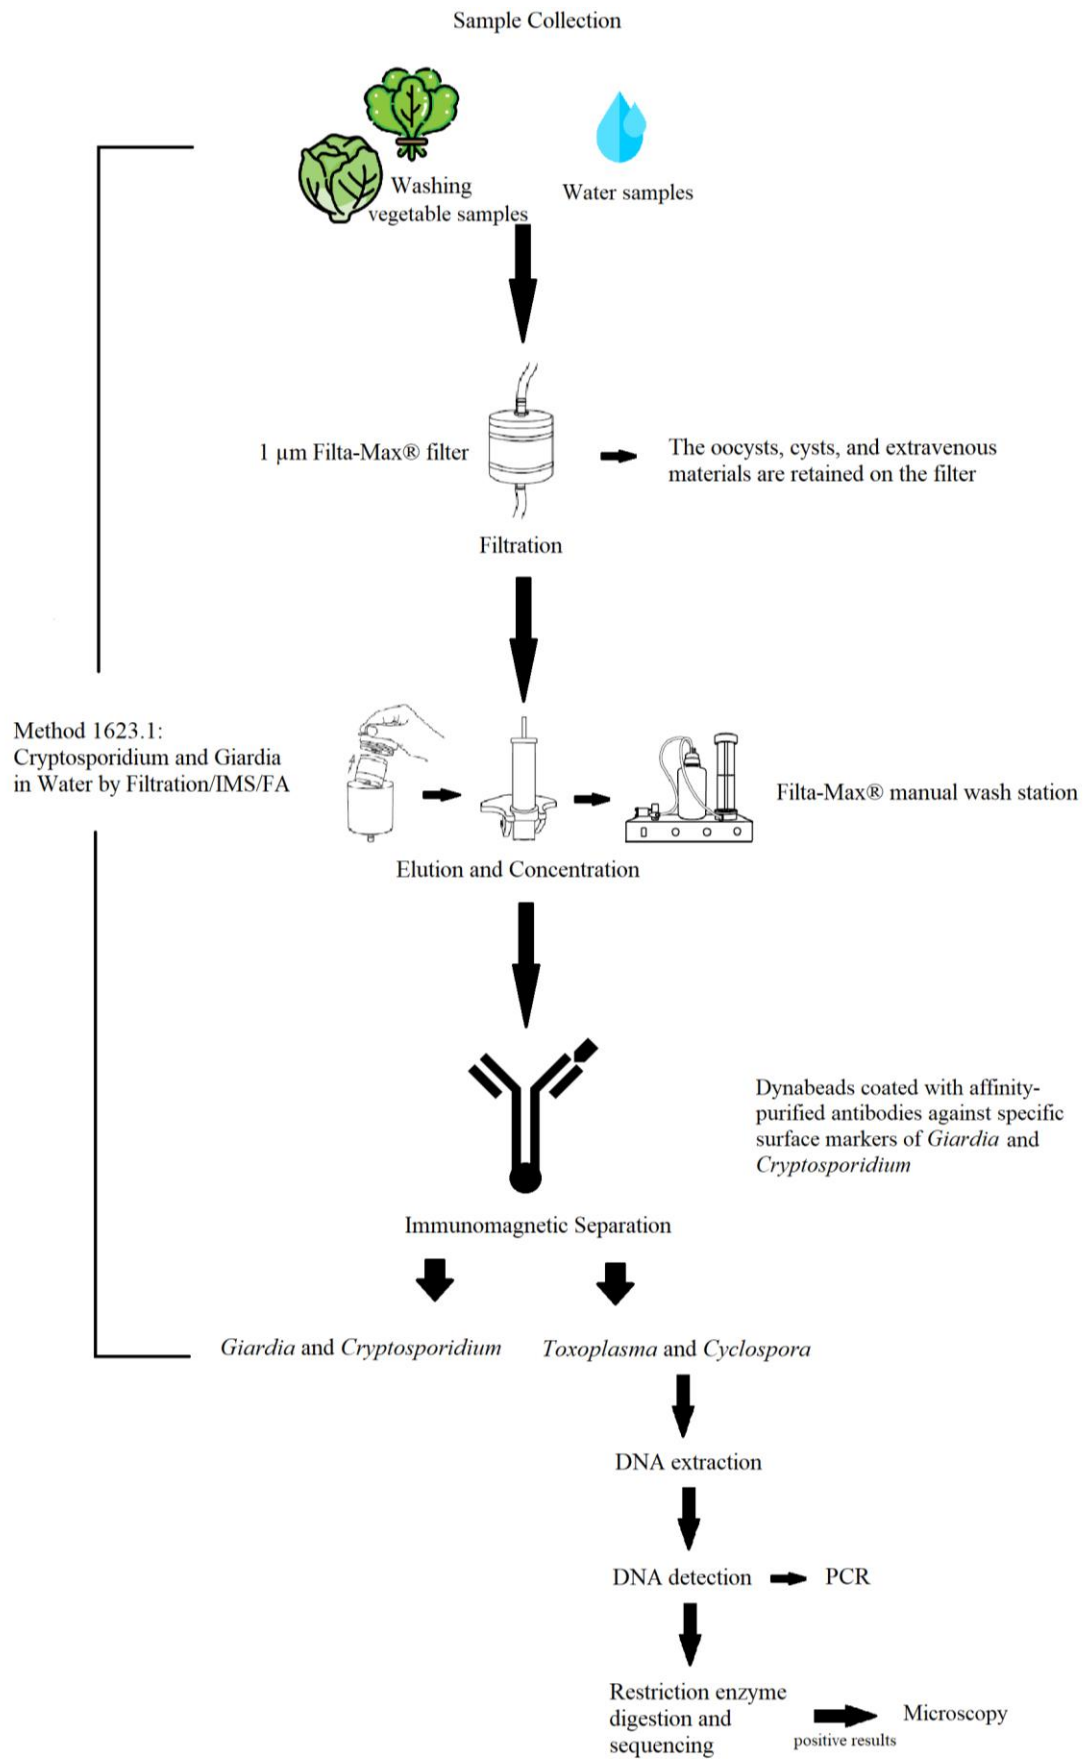 Sample Collection
Washing
vegetable samples
Water samples
1 µm Filta-Max® filter
The oocysts, cysts, and extravenous
materials are retained on the filter
Filtration
Method 1623.1:
Cryptosporidium and Giardia
in Water by Filtration/IMS/FA
Filta-Max® manual wash station
Elution and Concentration
Dynabeads coated with affinity-
purified antibodies against specific
surface markers of Giardia and
Cryptosporidium
Immunomagnetic Separation
Giardia and Cryptosporidium
Toxoplasma and Cyclospora
DNA extraction
DNA detection
PCR
Restriction enzyme
digestion and
sequencing
positive results
Microscopy